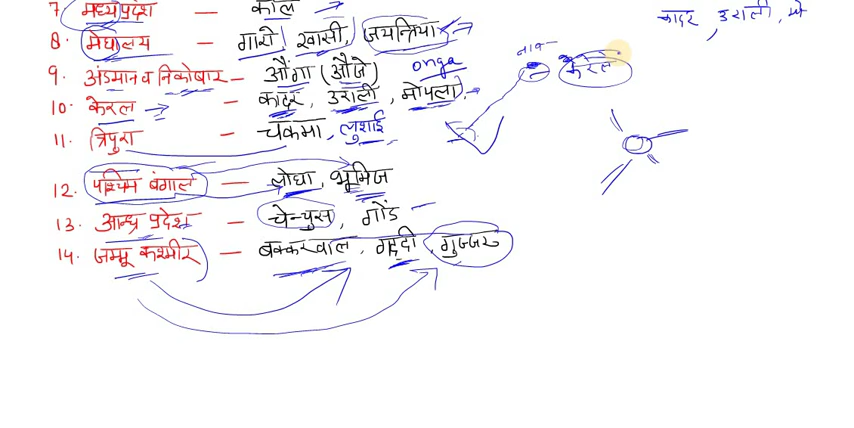 7 मध्यप्रदेश — कोल
8. मेघालय — गारो, खासी, जयन्तिया
9. अंडमान व निकोबार — औंगा (औंजे) onga
10. केरल — कादर, उराली, मोपला
11. त्रिपुरा — चकमा, लुशाई
12. पश्चिम बंगाल — लोघा, भूमिज
13. आन्ध्र प्रदेश — चेन्चुस, गोंड
14. जम्मू कश्मीर — बक्करवाल, गद्दी, गुज्जर
कादर, उराली, मो
केरल